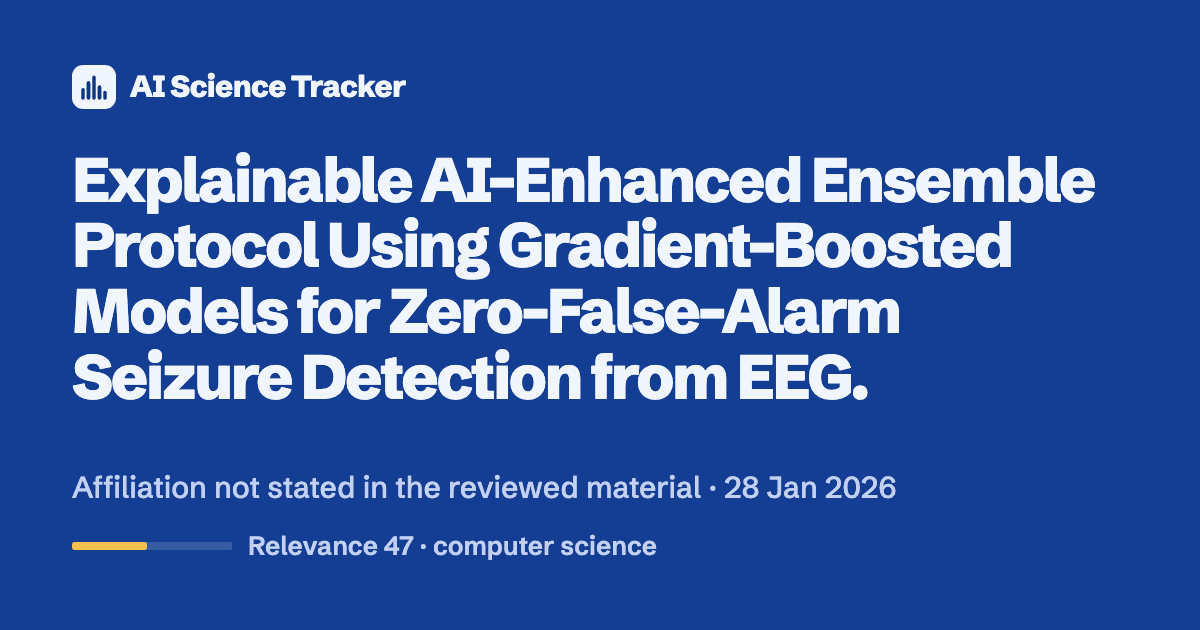 AI Science Tracker
Explainable AI-Enhanced Ensemble
Protocol Using Gradient-Boosted
Models for Zero-False-Alarm
Seizure Detection from EEG.
Affiliation not stated in the reviewed material · 28 Jan 2026
Relevance 47 · computer science